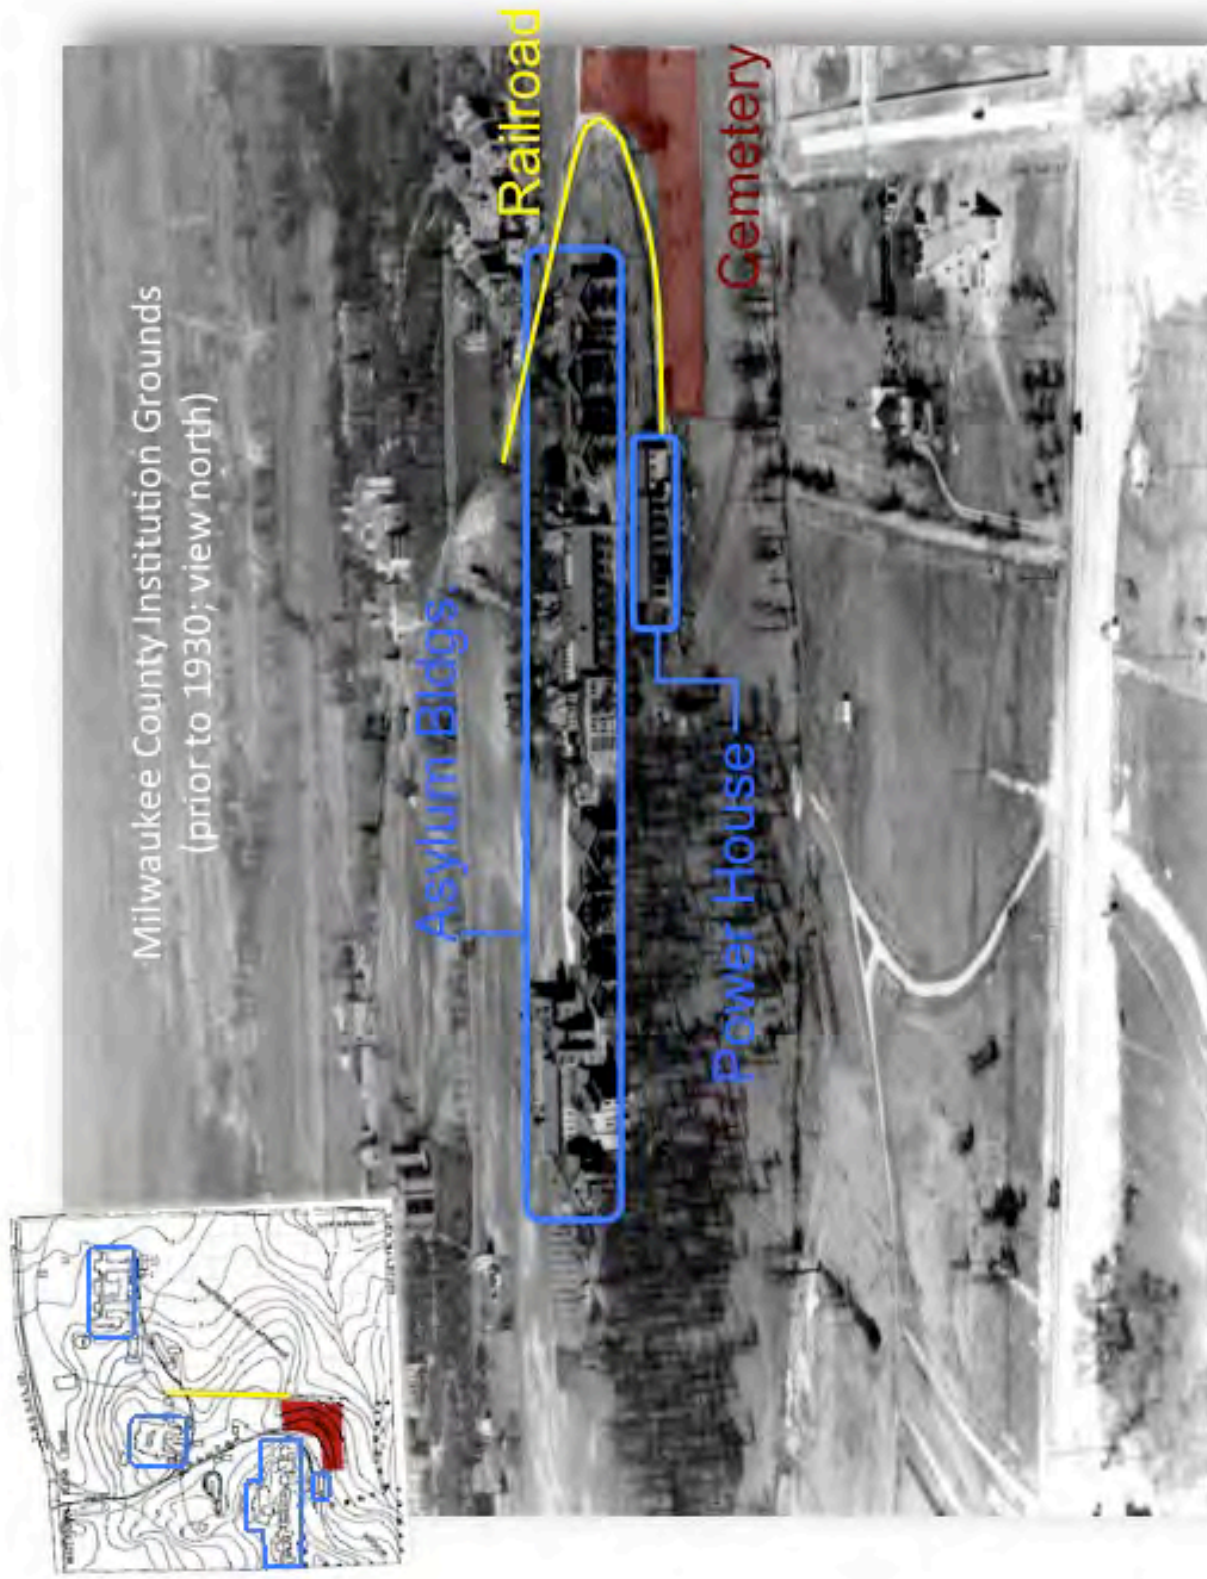 Milwaukee County Institution Grounds
(prior to 1930; view north)
Railroad
Asylum Bldgs.
Cemetery
Power House